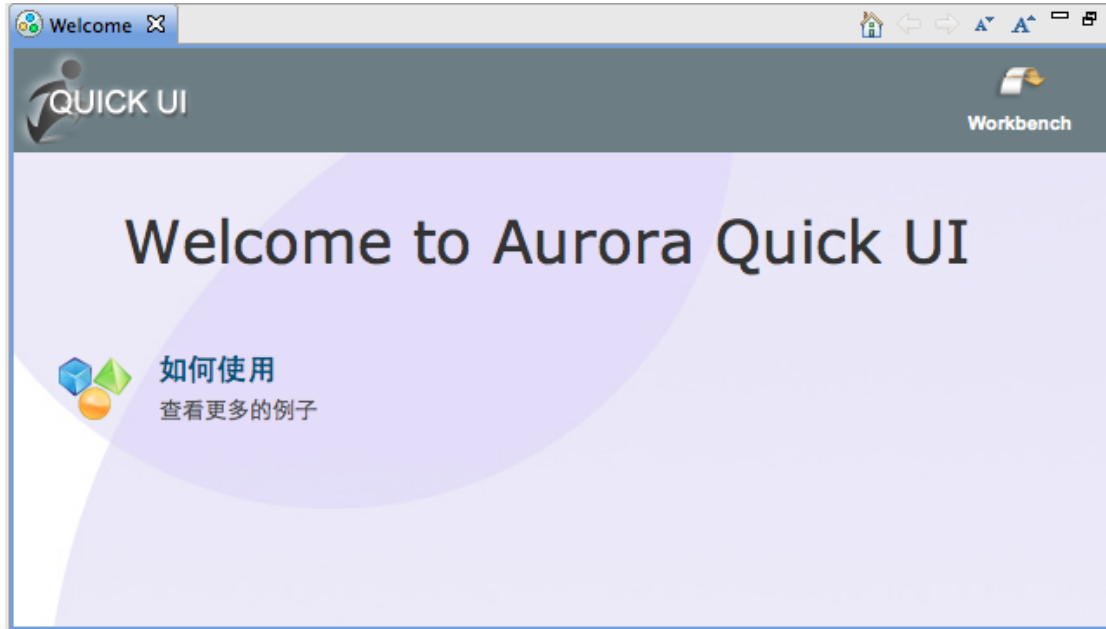 Welcome
QUICK UI
Workbench
Welcome to Aurora Quick UI
如何使用
查看更多的例子